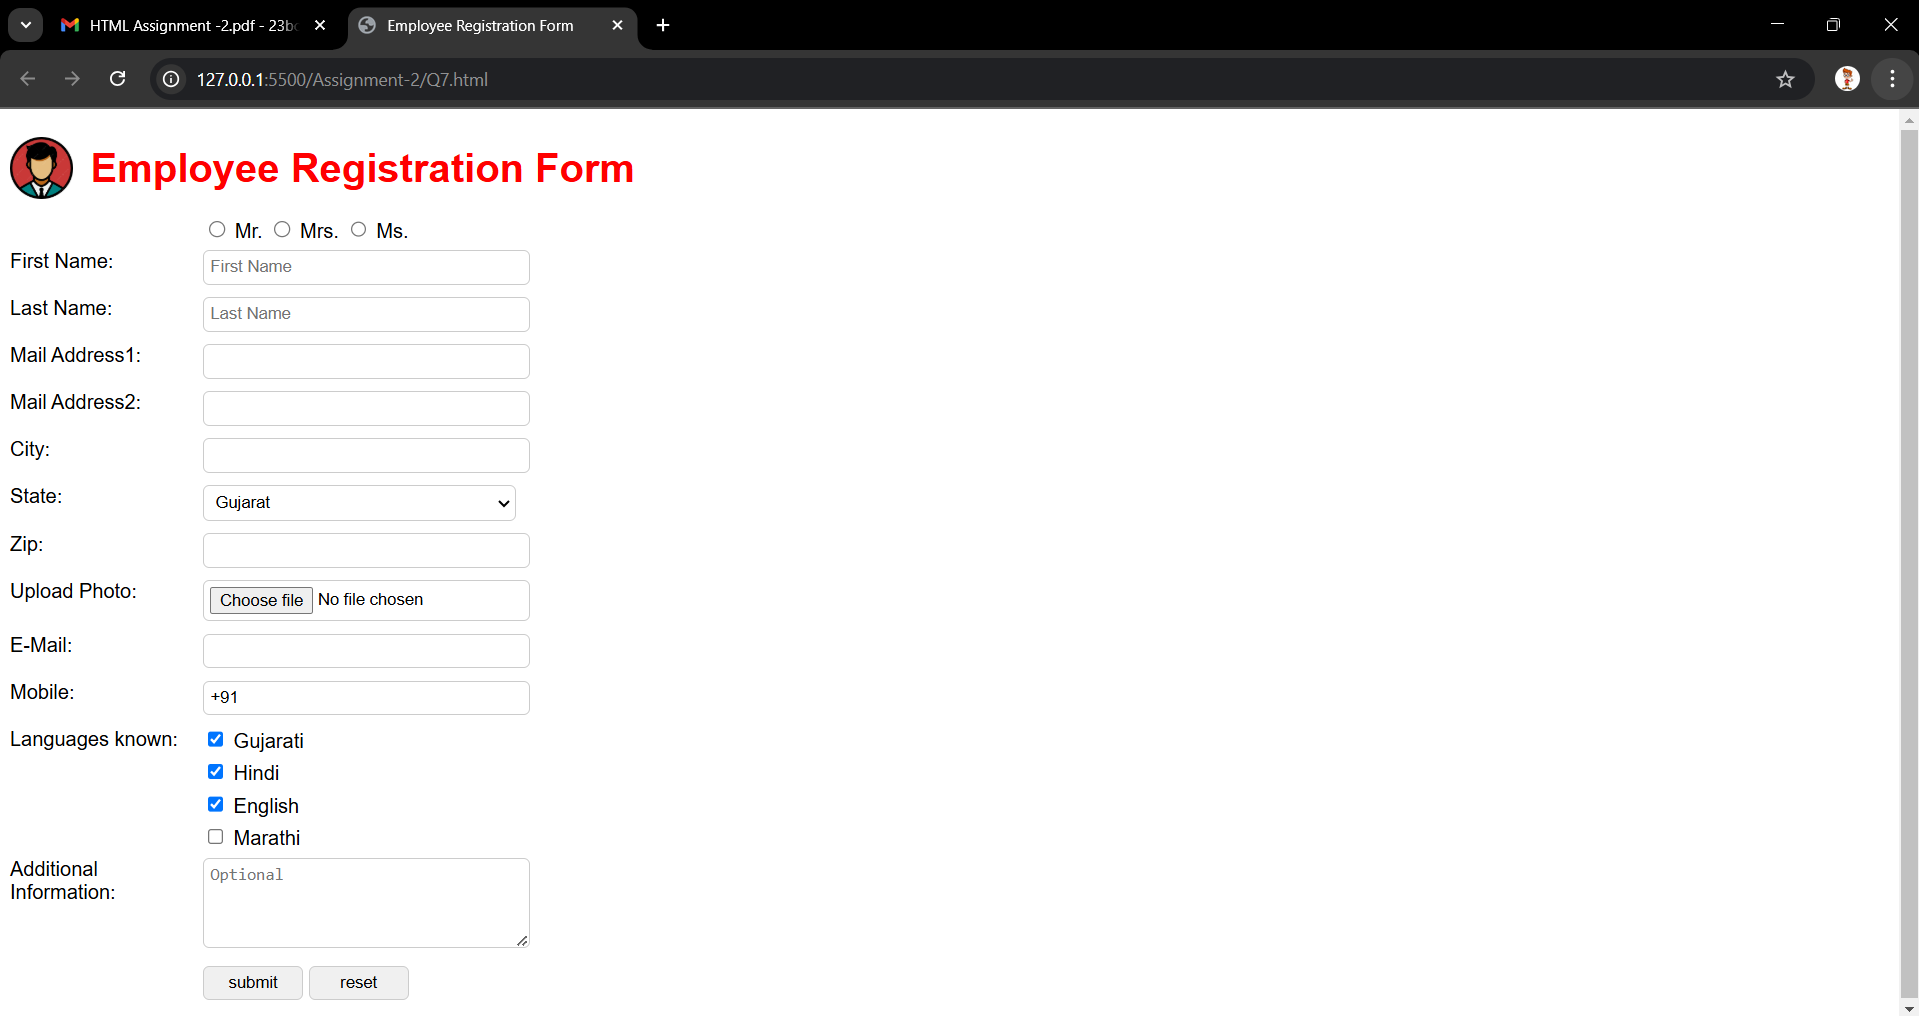 HTML Assignment -2.pdf - 23bc
Employee Registration Form
127.0.0.1:5500/Assignment-2/Q7.html
Employee Registration Form
Mr. Mrs. Ms.
First Name: First Name
Last Name: Last Name
Mail Address1:
Mail Address2:
City:
State: Gujarat
Zip:
Upload Photo: Choose file No file chosen
E-Mail:
Mobile: +91
Languages known: Gujarati
Hindi
English
Marathi
Additional
Information:
Optional
submit reset